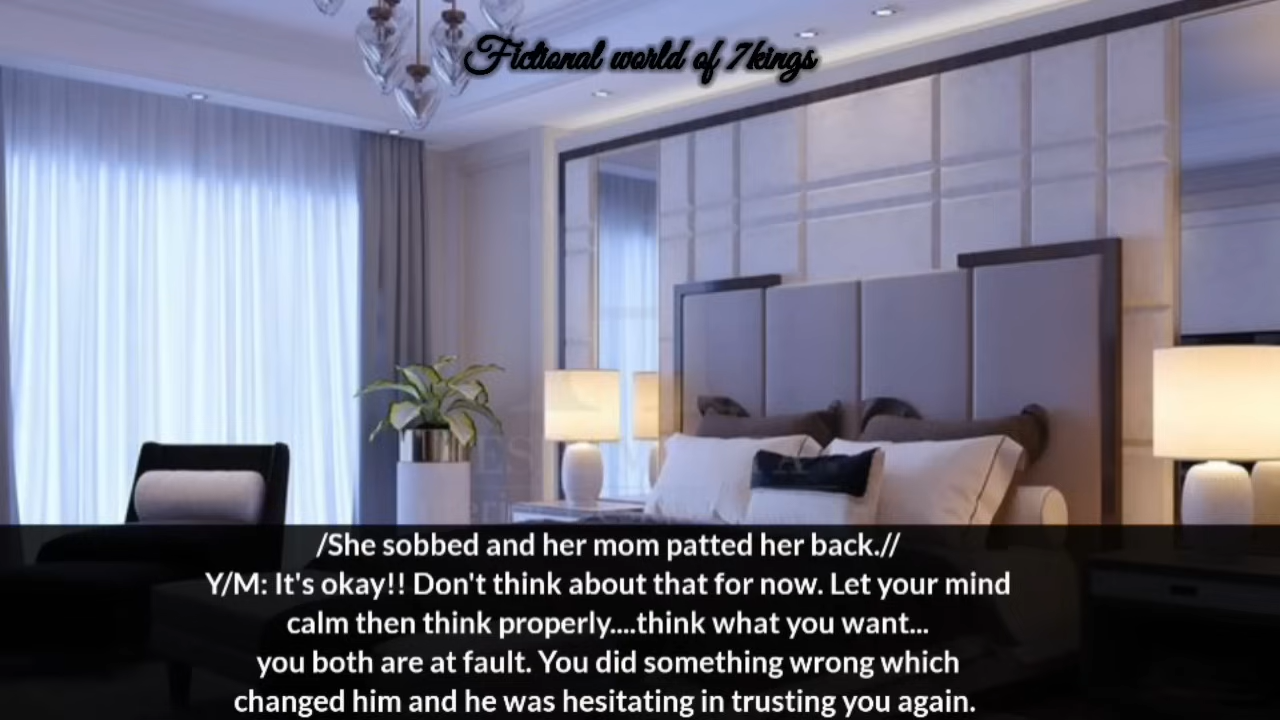 Fictional world of 7kings
/She sobbed and her mom patted her back.//
Y/M: It's okay!! Don't think about that for now. Let your mind
calm then think properly....think what you want...
you both are at fault. You did something wrong which
changed him and he was hesitating in trusting you again.